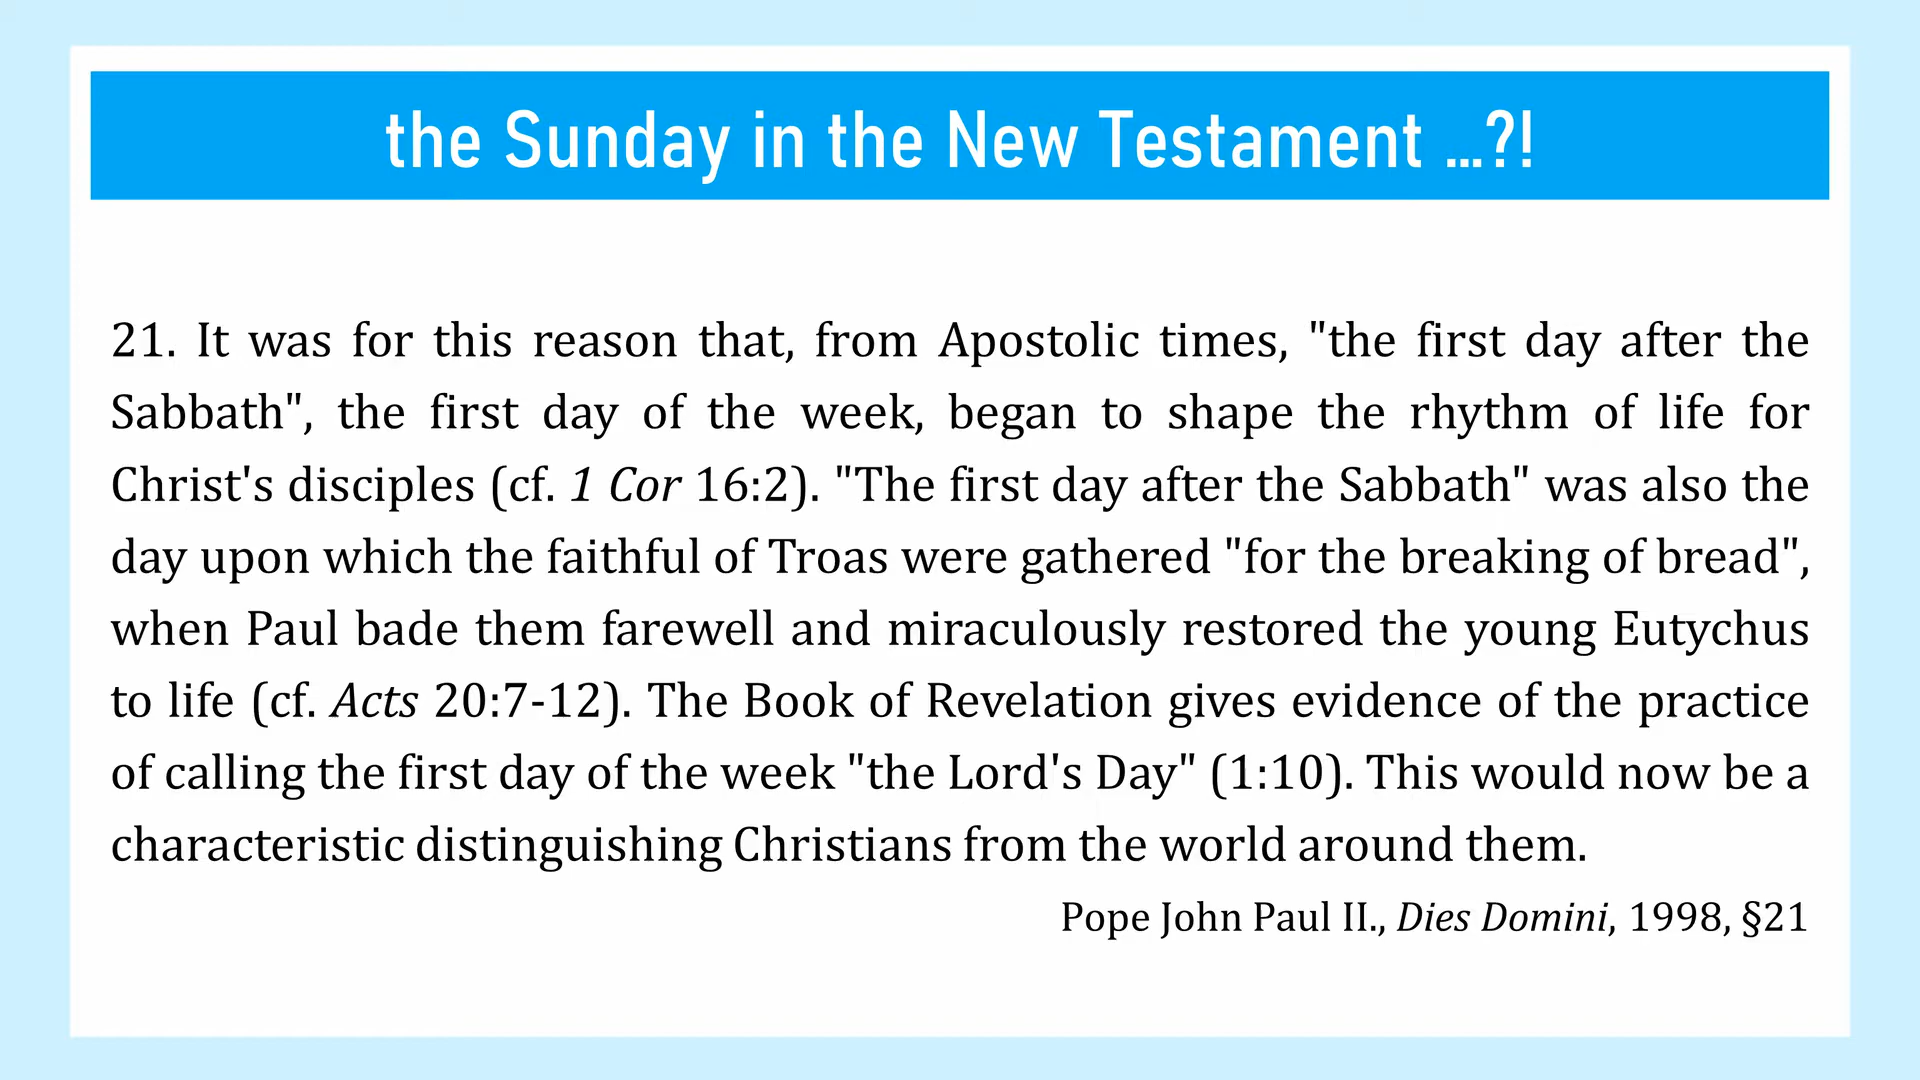 the Sunday in the New Testament ...?!
21. It was for this reason that, from Apostolic times, "the first day after the
Sabbath", the first day of the week, began to shape the rhythm of life for
Christ's disciples (cf. 1 Cor 16:2). "The first day after the Sabbath" was also the
day upon which the faithful of Troas were gathered "for the breaking of bread",
when Paul bade them farewell and miraculously restored the young Eutychus
to life (cf. Acts 20:7-12). The Book of Revelation gives evidence of the practice
of calling the first day of the week "the Lord's Day" (1:10). This would now be a
characteristic distinguishing Christians from the world around them.
Pope John Paul II., Dies Domini, 1998, §21